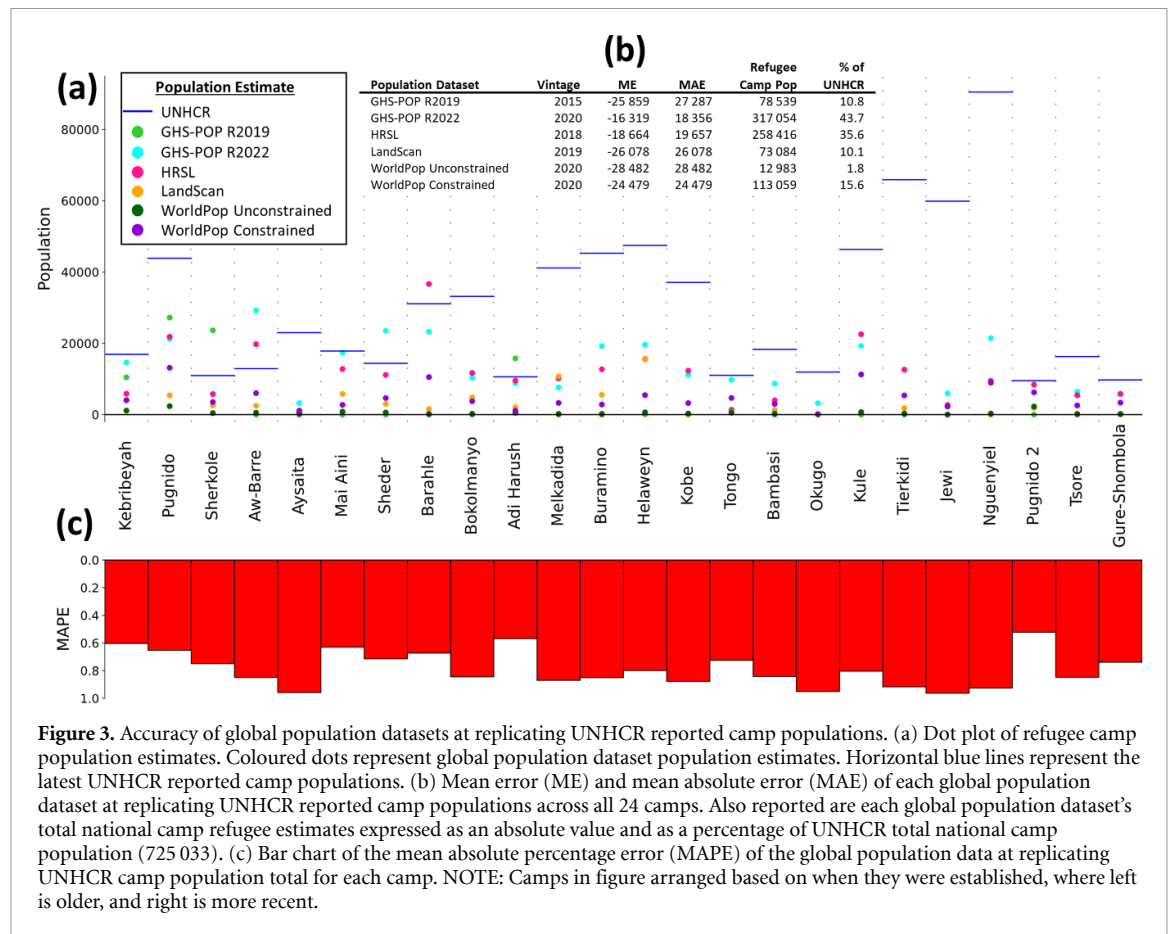 (a)
Population Estimate
UNHCR
GHS-POP R2019
GHS-POP R2022
HRSL
LandScan
WorldPop Unconstrained
WorldPop Constrained
(b)
Population Dataset Vintage ME MAE Refugee Camp Pop % of UNHCR
GHS-POP R2019 2015 -25 859 27 287 78 539 10.8
GHS-POP R2022 2020 -16 319 18 356 317 054 43.7
HRSL 2018 -18 664 19 657 258 416 35.6
LandScan 2019 -26 078 26 078 73 084 10.1
WorldPop Unconstrained 2020 -28 482 28 482 12 983 1.8
WorldPop Constrained 2020 -24 479 24 479 113 059 15.6
Population
80000
60000
40000
20000
0
Kebribeyah
Pugnido
Sherkole
Aw-Barre
Aysaita
Mai Aini
Sheder
Barahle
Bokolmanyo
Adi Harush
Melkadida
Buramino
Helaweyn
Kobe
Tongo
Bambasi
Okugo
Kule
Tierkidi
Jewi
Nguenyiel
Pugnido 2
Tsore
Gure-Shombola
(c)
MAPE
0.0
0.2
0.4
0.6
0.8
1.0
Figure 3. Accuracy of global population datasets at replicating UNHCR reported camp populations. (a) Dot plot of refugee camp
population estimates. Coloured dots represent global population dataset population estimates. Horizontal blue lines represent the
latest UNHCR reported camp populations. (b) Mean error (ME) and mean absolute error (MAE) of each global population
dataset at replicating UNHCR reported camp populations across all 24 camps. Also reported are each global population dataset's
total national camp refugee estimates expressed as an absolute value and as a percentage of UNHCR total national camp
population (725 033). (c) Bar chart of the mean absolute percentage error (MAPE) of the global population data at replicating
UNHCR camp population total for each camp. NOTE: Camps in figure arranged based on when they were established, where left
is older, and right is more recent.